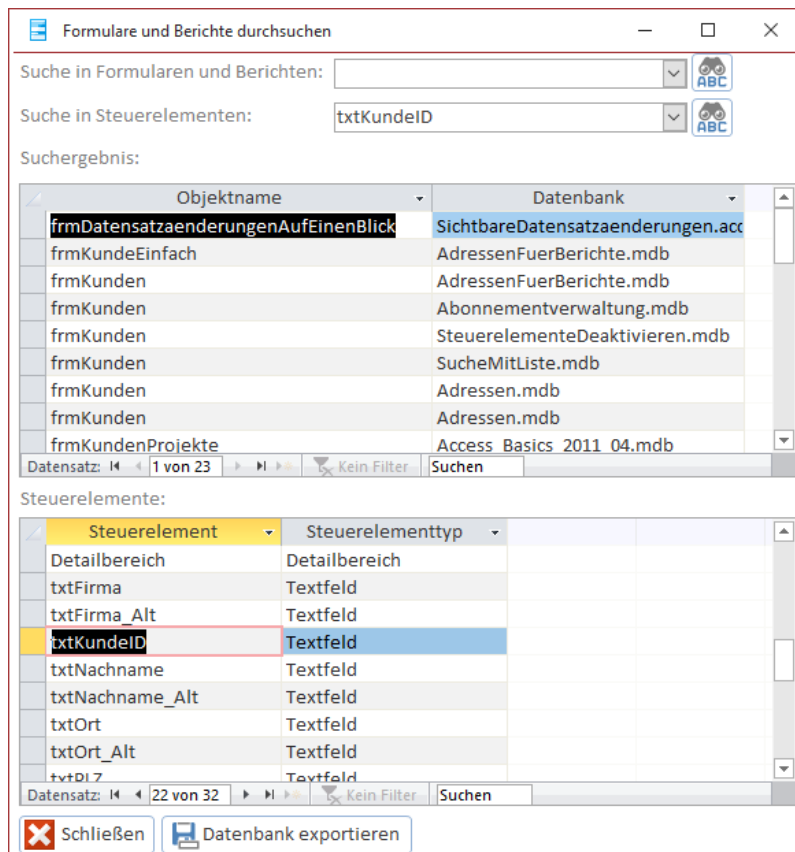 Formulare und Berichte durchsuchen
Suche in Formularen und Berichten:
ABC
Suche in Steuerelementen: txtKundeID
ABC
Suchergebnis:
Objektname Datenbank
frmDatensatzaenderungenAufEinenBlick SichtbareDatensatzaenderungen.acc
frmKundeEinfach AdressenFuerBerichte.mdb
frmKunden AdressenFuerBerichte.mdb
frmKunden Abonnementverwaltung.mdb
frmKunden SteuerelementeDeaktivieren.mdb
frmKunden SucheMitListe.mdb
frmKunden Adressen.mdb
frmKunden Adressen.mdb
frmKundenProjekte Access_Basics_2011_04.mdb
Datensatz: 1 von 23 Kein Filter Suchen
Steuerelemente:
Steuerelement Steuerelementtyp
Detailbereich Detailbereich
txtFirma Textfeld
txtFirma_Alt Textfeld
txtKundeID Textfeld
txtNachname Textfeld
txtNachname_Alt Textfeld
txtOrt Textfeld
txtOrt_Alt Textfeld
txtPLZ Textfeld
Datensatz: 22 von 32 Kein Filter Suchen
Schließen Datenbank exportieren